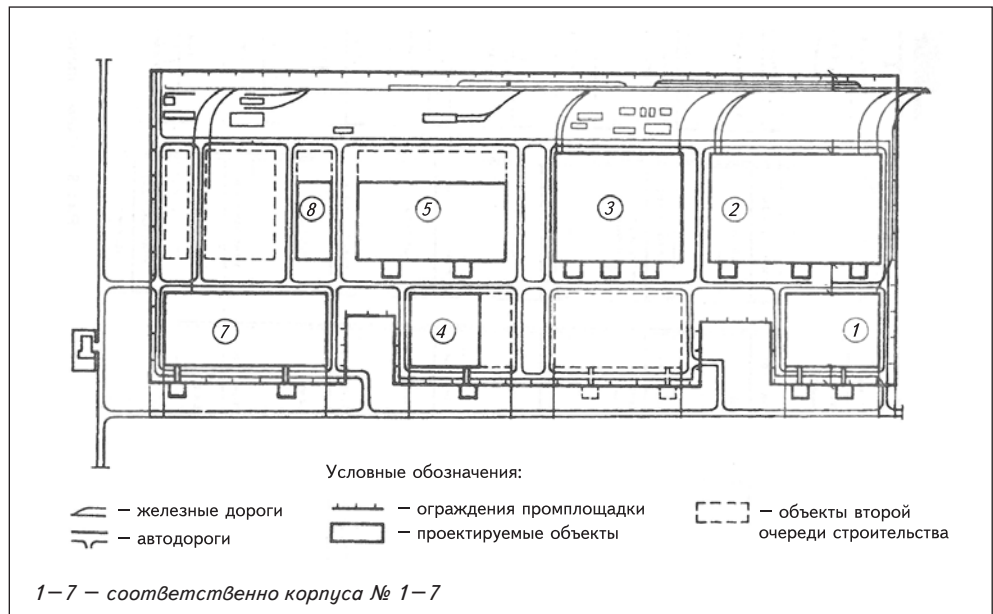 8
5
3
2
7
4
1
Условные обозначения:
– железные дороги
– автодороги
– ограждения промплощадки
– проектируемые объекты
– объекты второй
очереди строительства
1–7 – соответственно корпуса № 1–7